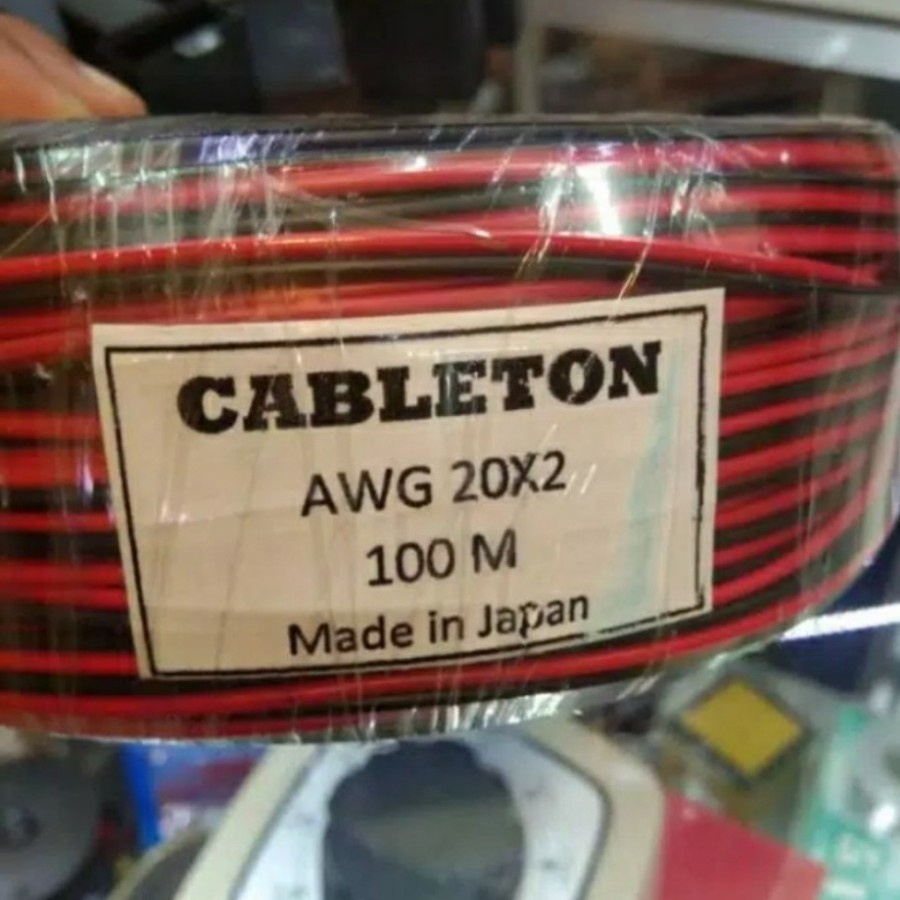 CABLETON
AWG 20X2
100 M
Made in Japan